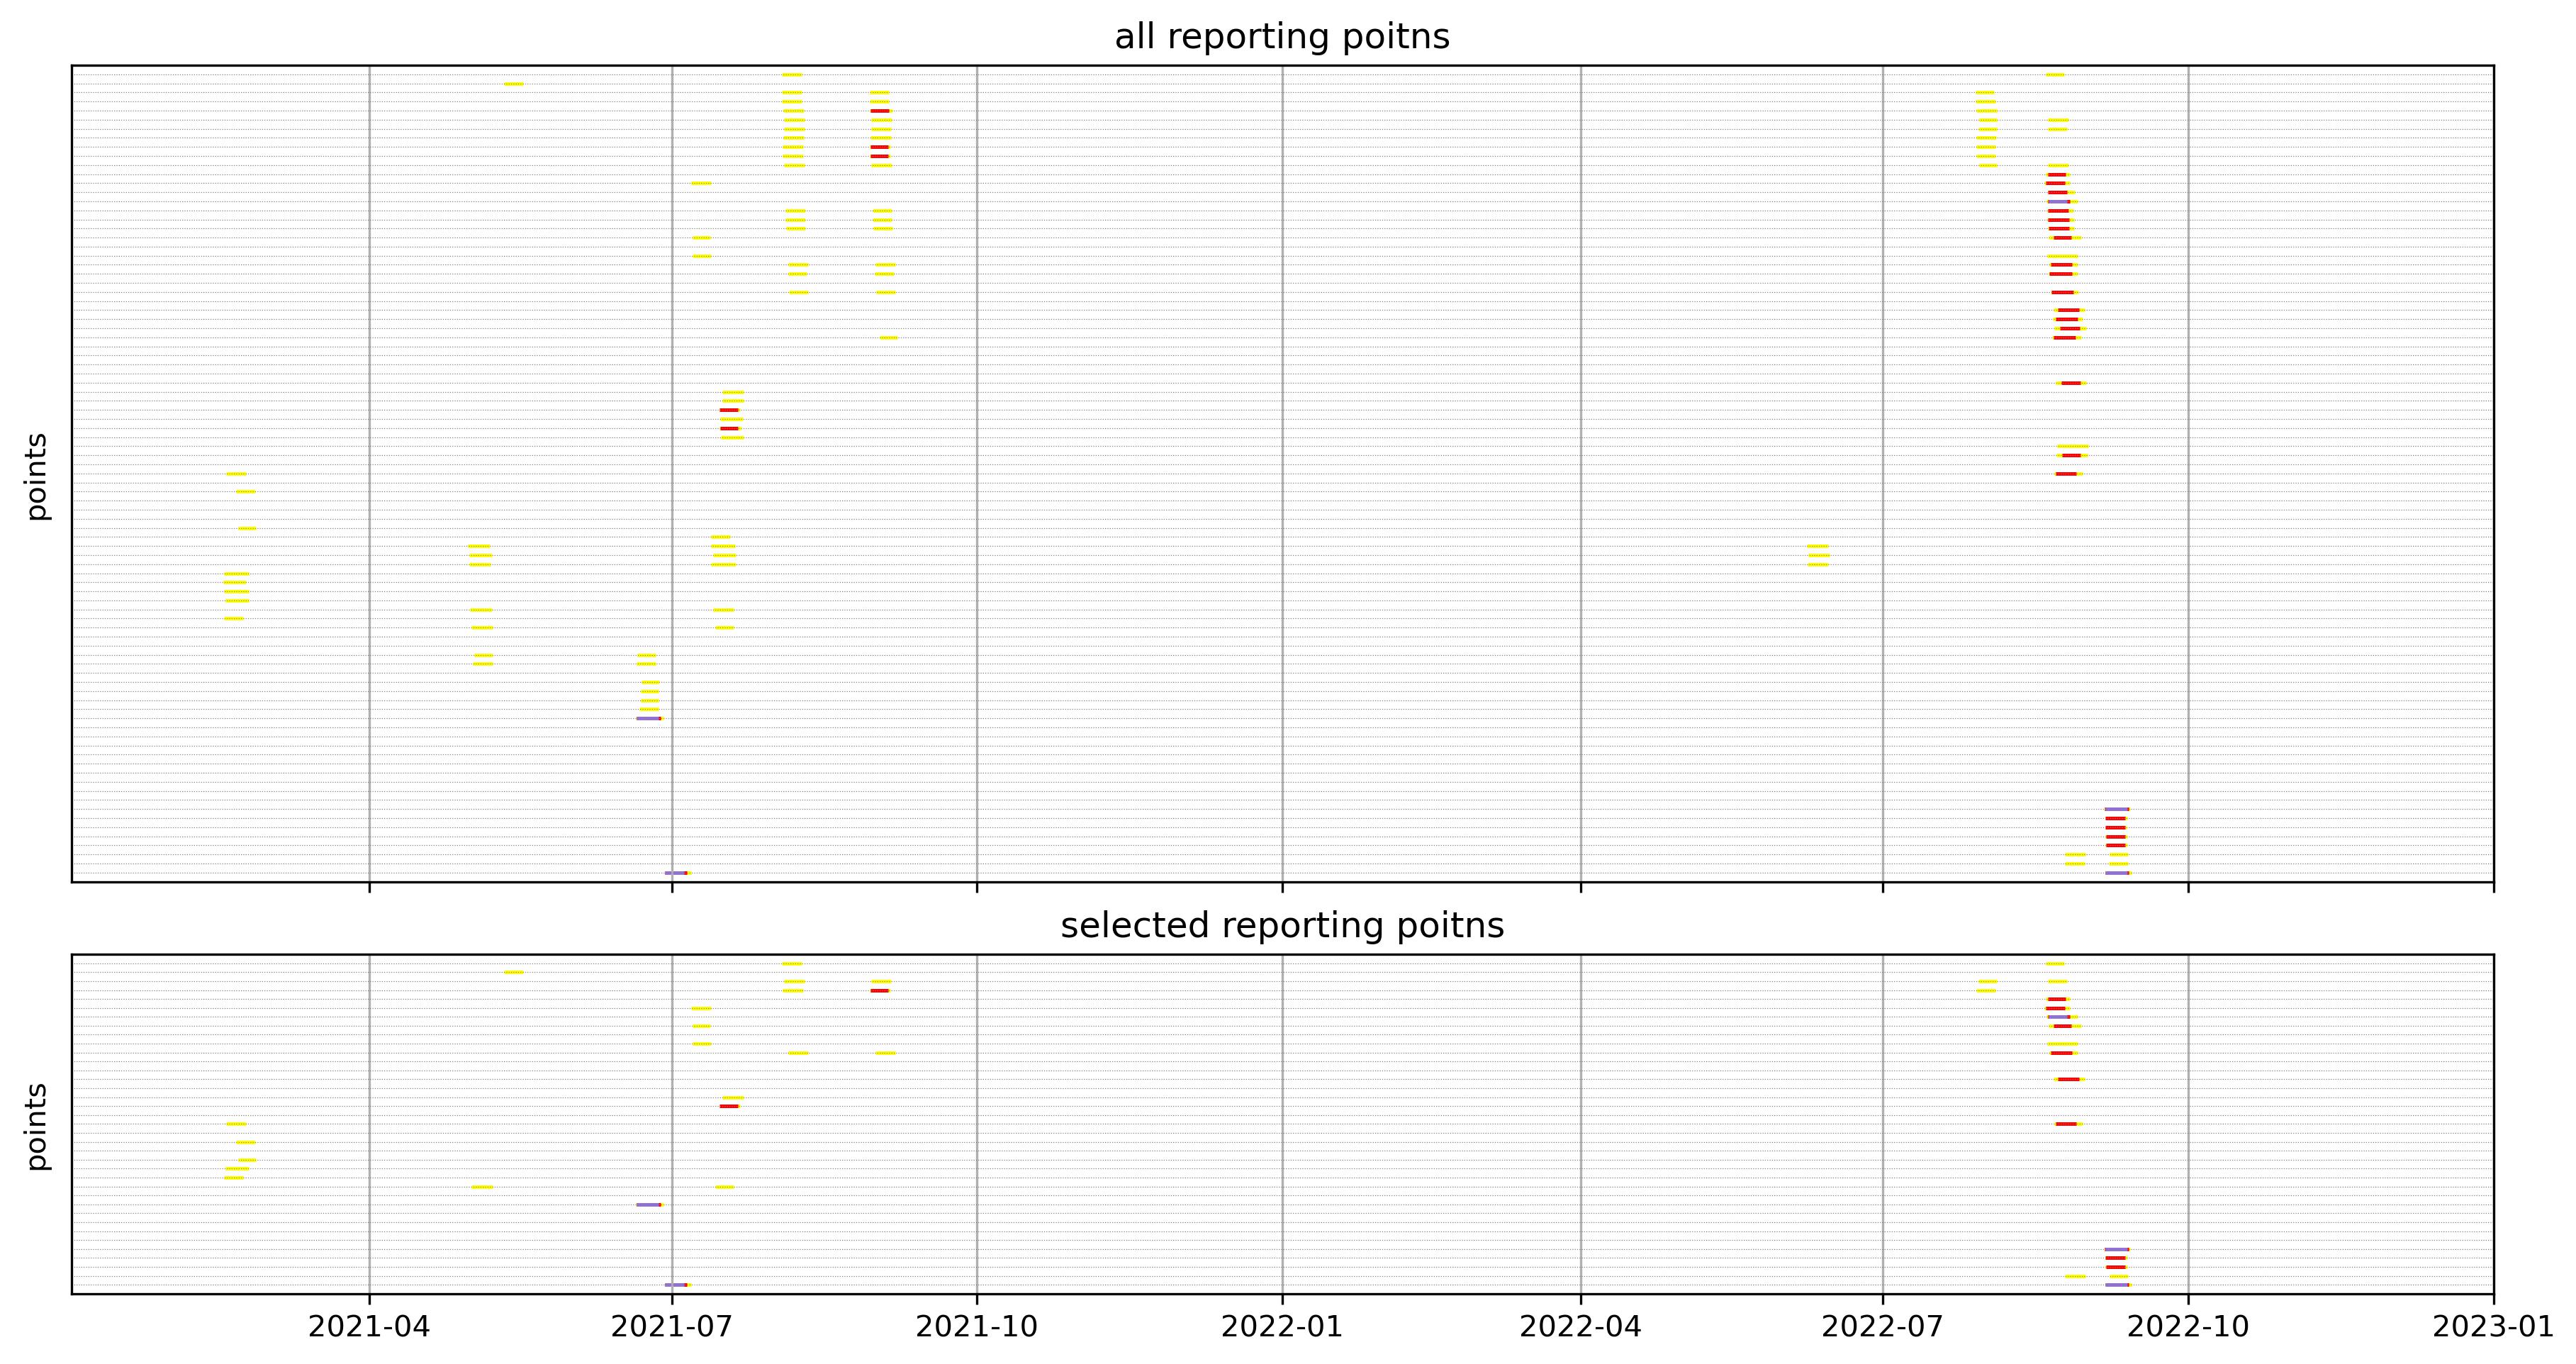 all reporting poitns
points
selected reporting poitns
points
2021-04 2021-07 2021-10 2022-01 2022-04 2022-07 2022-10 2023-01